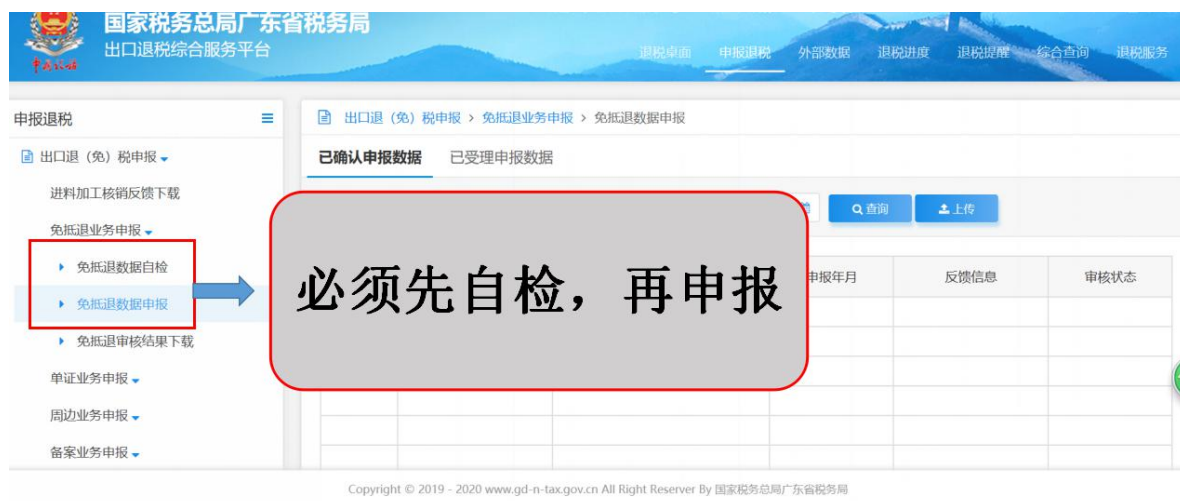 国家税务总局广东省税务局
出口退税综合服务平台
退税桌面 申报退税 外部数据 退税进度 退税提醒 综合查询 退税服务
申报退税
出口退(免)税申报 > 免抵退业务申报 > 免抵退数据申报
出口退(免)税申报
已确认申报数据 已受理申报数据
进料加工核销反馈下载
查询 上传
免抵退业务申报
免抵退数据自检
申报年月 反馈信息 审核状态
必须先自检,再申报
免抵退数据申报
免抵退审核结果下载
单证业务申报
周边业务申报
备案业务申报
Copyright © 2019 - 2020 www.gd-n-tax.gov.cn All Right Reserver By 国家税务总局广东省税务局